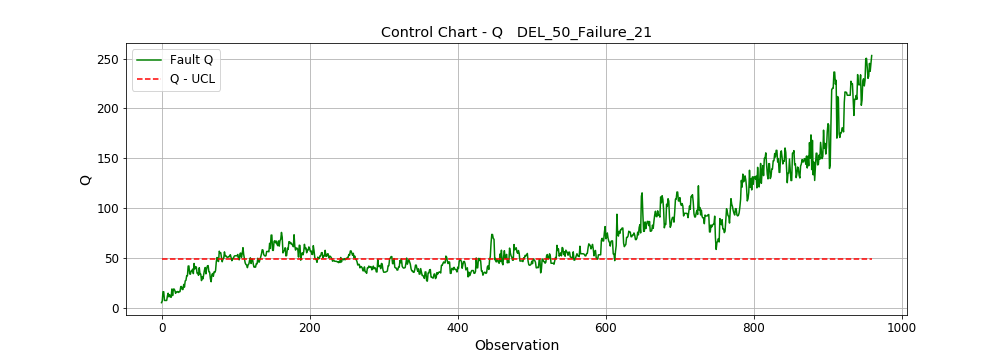 Control Chart - Q   DEL_50_Failure_21
Fault Q
Q - UCL
Q
250
200
150
100
50
0
0 200 400 600 800 1000
Observation